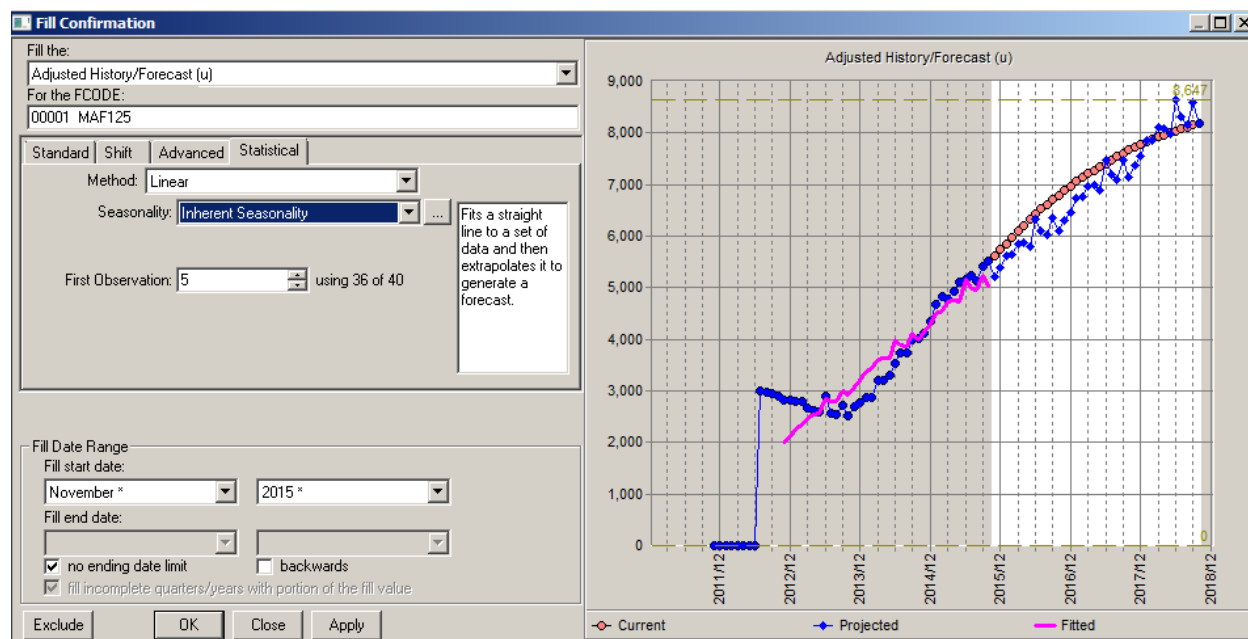 Fill Confirmation
Fill the:
Adjusted History/Forecast (u)
For the FCODE:
00001 MAF125
Standard Shift Advanced Statistical
Method: Linear
Seasonality: Inherent Seasonality ...
First Observation: 5 using 36 of 40
Fits a straight
line to a set of
data and then
extrapolates it to
generate a
forecast.
Fill Date Range
Fill start date:
November * 2015 *
Fill end date:
no ending date limit backwards
fill incomplete quarters/years with portion of the fill value
Exclude OK Close Apply
Adjusted History/Forecast (u)
9,000
8,647
8,000
7,000
6,000
5,000
4,000
3,000
2,000
1,000
0
0
2011/12 2012/12 2013/12 2014/12 2015/12 2016/12 2017/12 2018/12
Current Projected Fitted